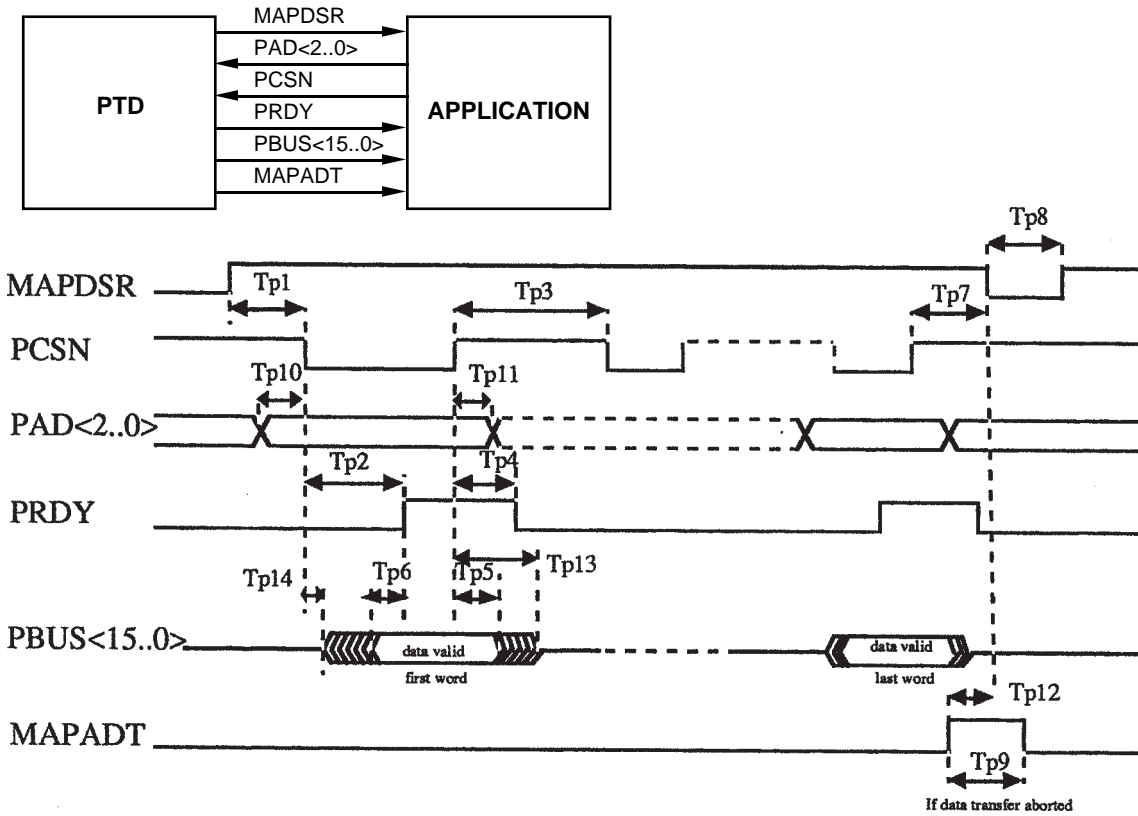 MAPDSR
PAD<2..0>
PCSN
PTD
PRDY
APPLICATION
PBUS<15..0>
MAPADT
Tp8
MAPDSR
Tp1
Tp3
Tp7
PCSN
Tp10
Tp11
PAD<2..0>
Tp2
Tp4
PRDY
Tp14
Tp6
Tp5
Tp13
PBUS<15..0>
data valid
data valid
first word
last word
Tp12
MAPADT
Tp9
If data transfer aborted